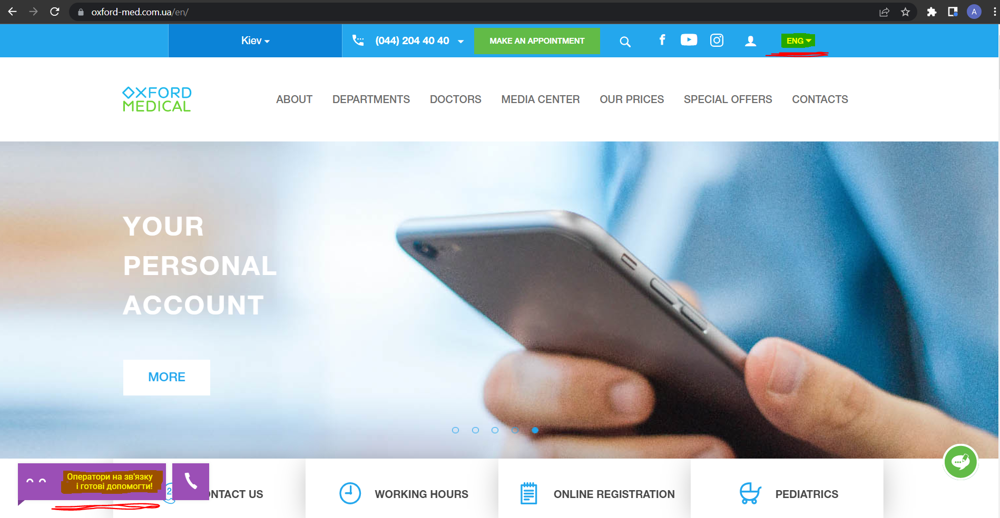 oxford-med.com.ua/en/
A
Kiev
(044) 204 40 40
MAKE AN APPOINTMENT
ENG
OXFORD
MEDICAL
ABOUT
DEPARTMENTS
DOCTORS
MEDIA CENTER
OUR PRICES
SPECIAL OFFERS
CONTACTS
YOUR
PERSONAL
ACCOUNT
MORE
Оператори на зв'язку
і готові допомогти!
2
ONTACT US
WORKING HOURS
ONLINE REGISTRATION
PEDIATRICS